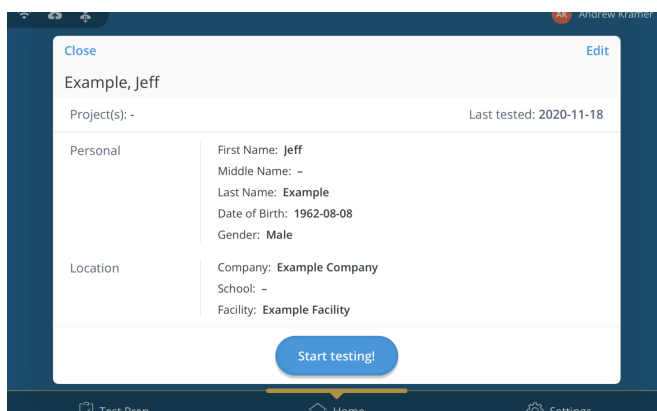 AK Andrew Kramer
Close Edit
Example, Jeff
Project(s): - Last tested: 2020-11-18
Personal First Name: Jeff
Middle Name: –
Last Name: Example
Date of Birth: 1962-08-08
Gender: Male
Location Company: Example Company
School: –
Facility: Example Facility
Start testing!
Test Prep Home Settings